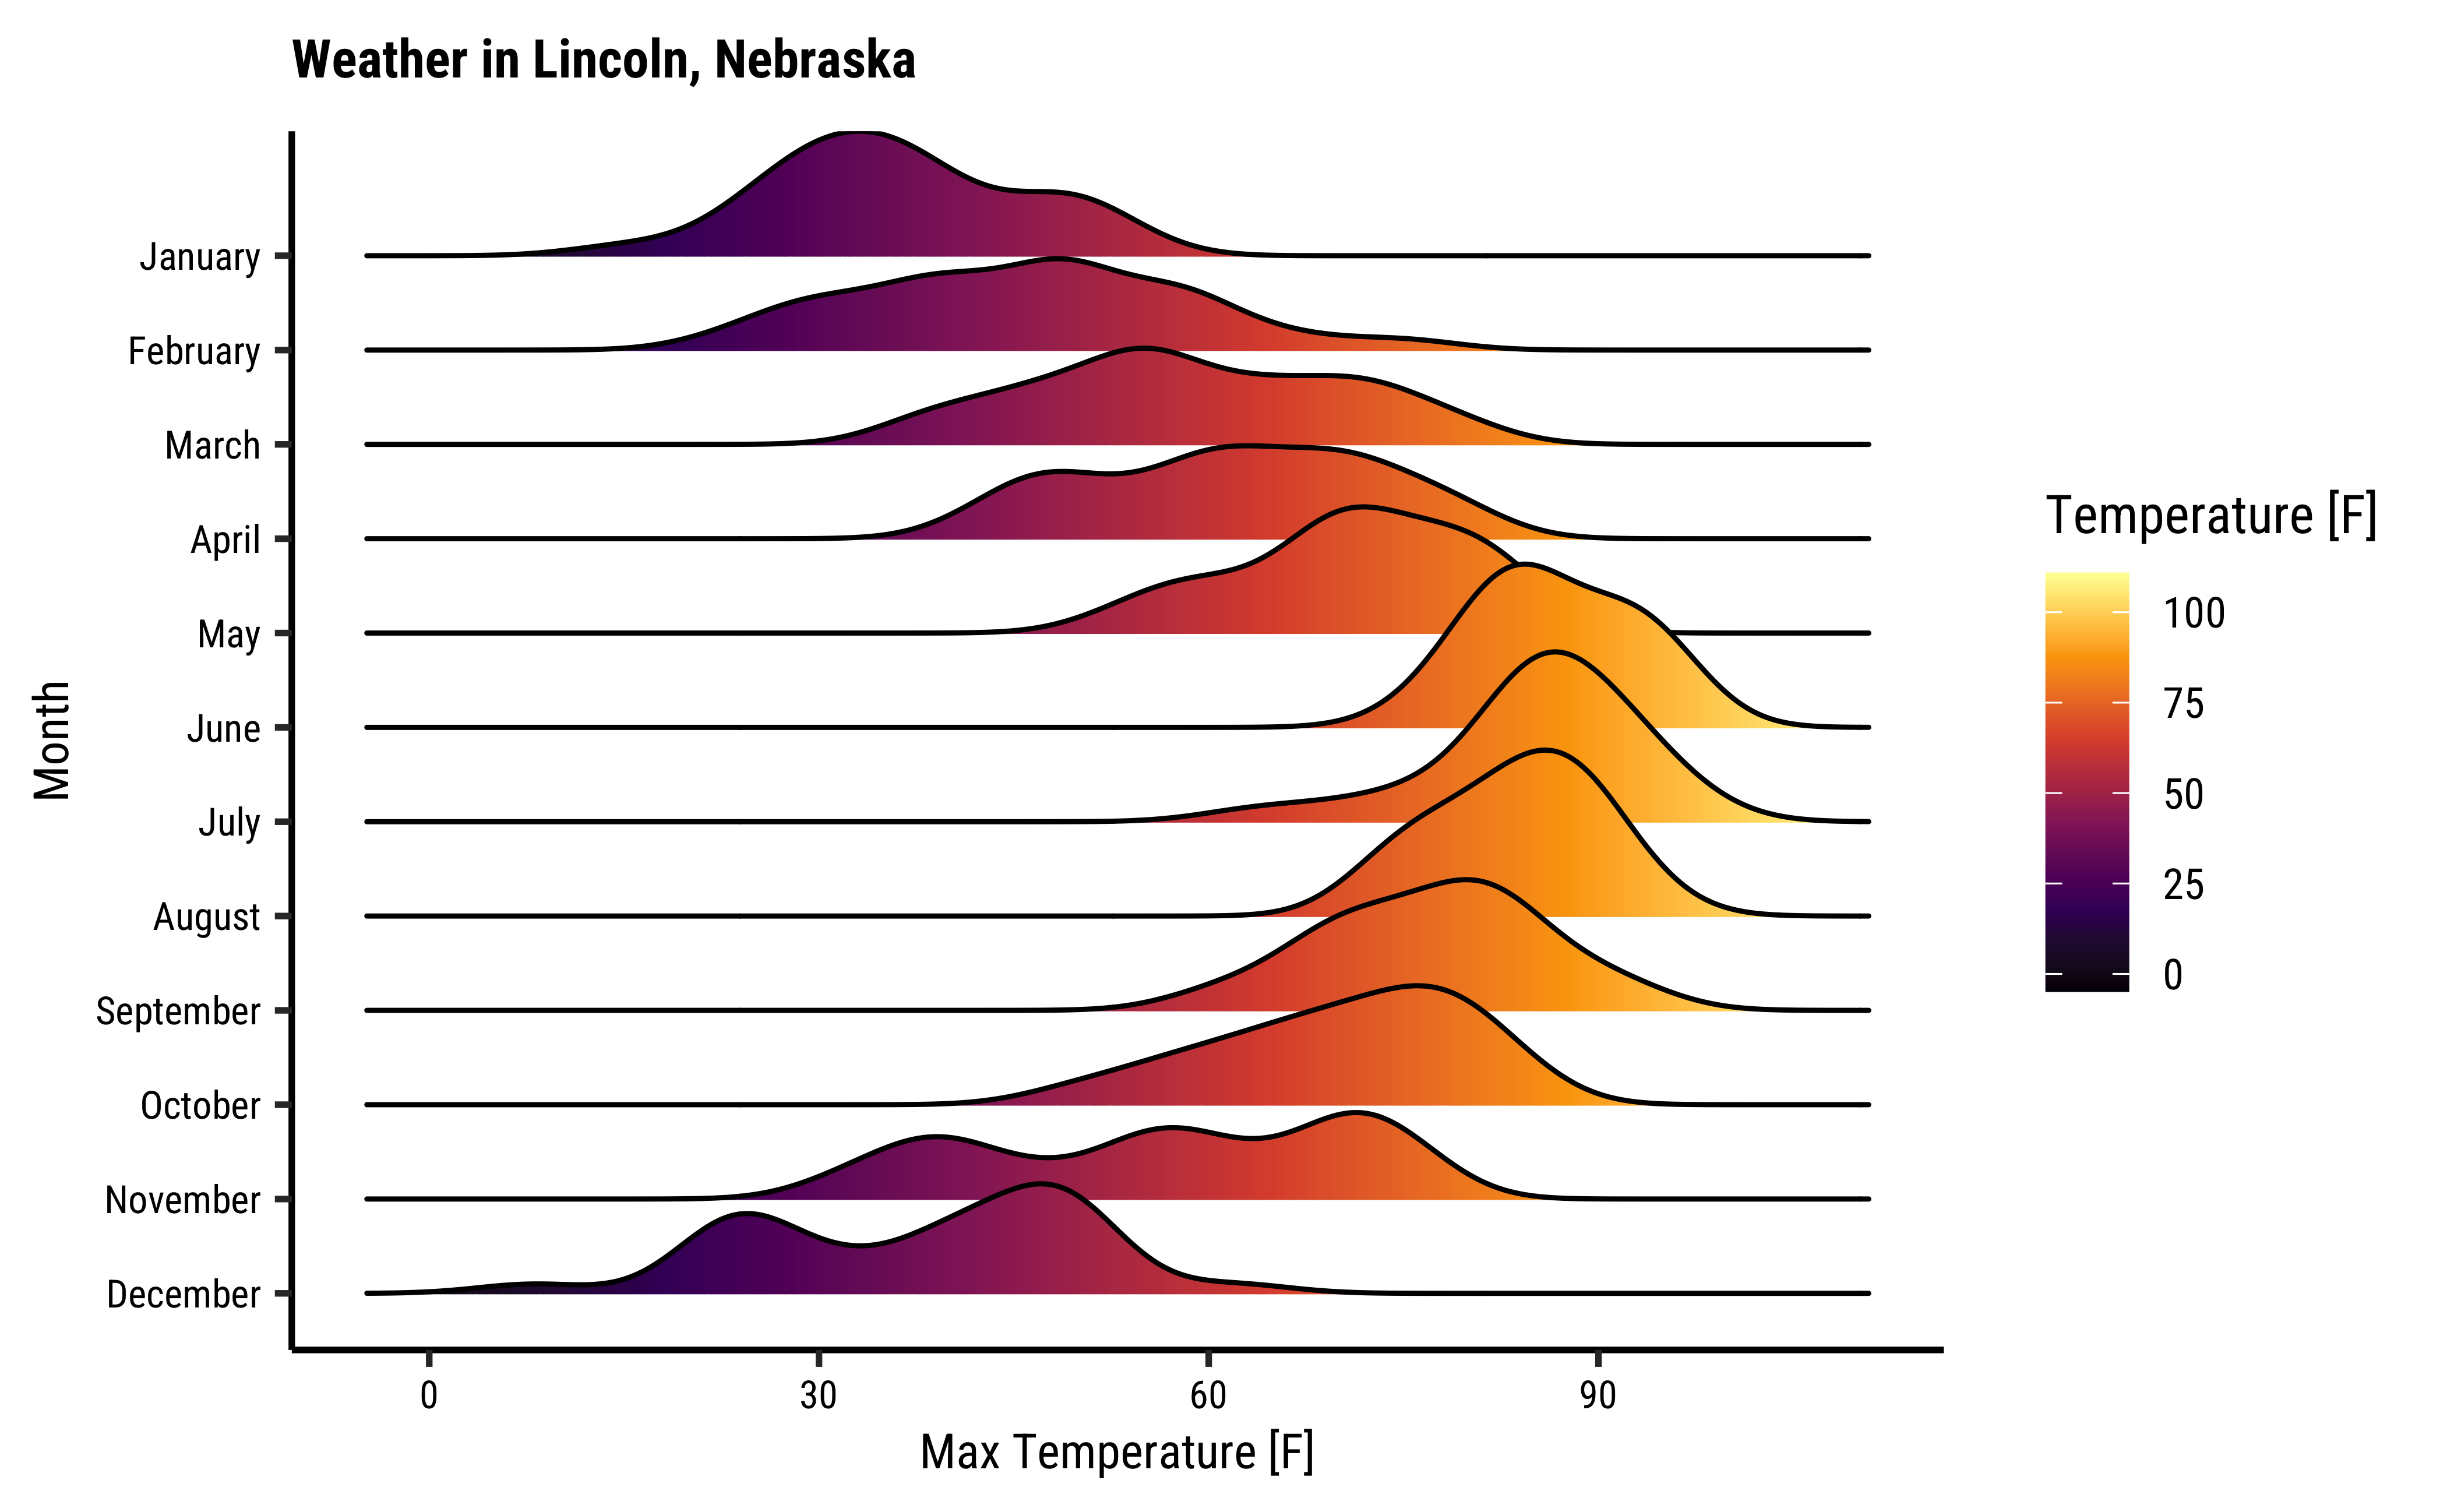 Weather in Lincoln, Nebraska
January
February
March
April
May
June
July
August
September
October
November
December
Month
0
30
60
90
Max Temperature [F]
Temperature [F]
100
75
50
25
0